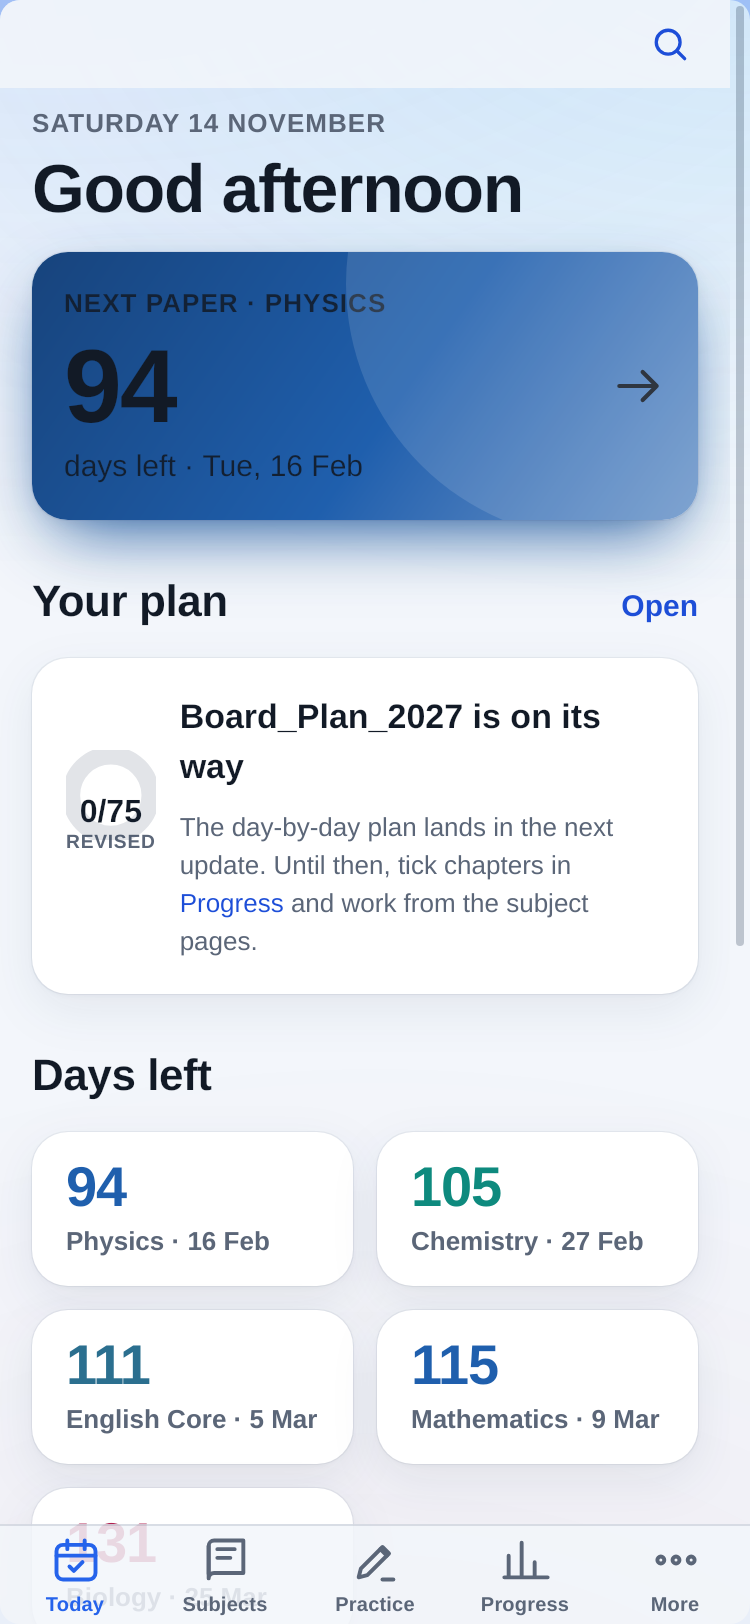 SATURDAY 14 NOVEMBER
Good afternoon
NEXT PAPER · PHYSICS
94
days left · Tue, 16 Feb
Your plan
Open
Board_Plan_2027 is on its
way
0/75
REVISED
The day-by-day plan lands in the next
update. Until then, tick chapters in
Progress and work from the subject
pages.
Days left
94
Physics · 16 Feb
105
Chemistry · 27 Feb
111
English Core · 5 Mar
115
Mathematics · 9 Mar
131
Biology · 25 Mar
Today
Subjects
Practice
Progress
More